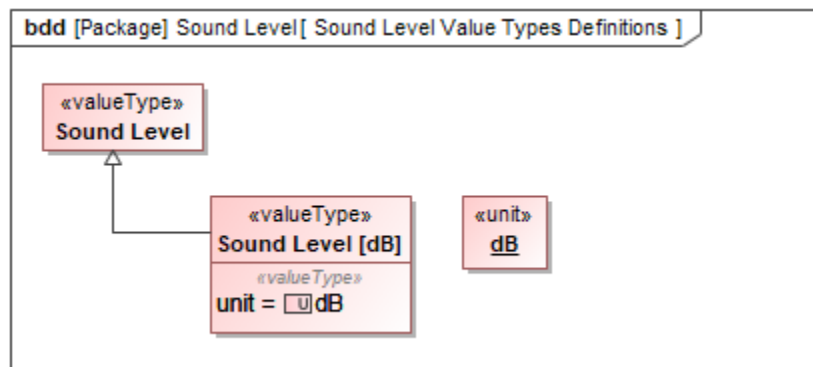 bdd [Package] Sound Level[ Sound Level Value Types Definitions ]
«valueType»
Sound Level
«valueType»
Sound Level [dB]
«valueType»
unit = U dB
«unit»
dB